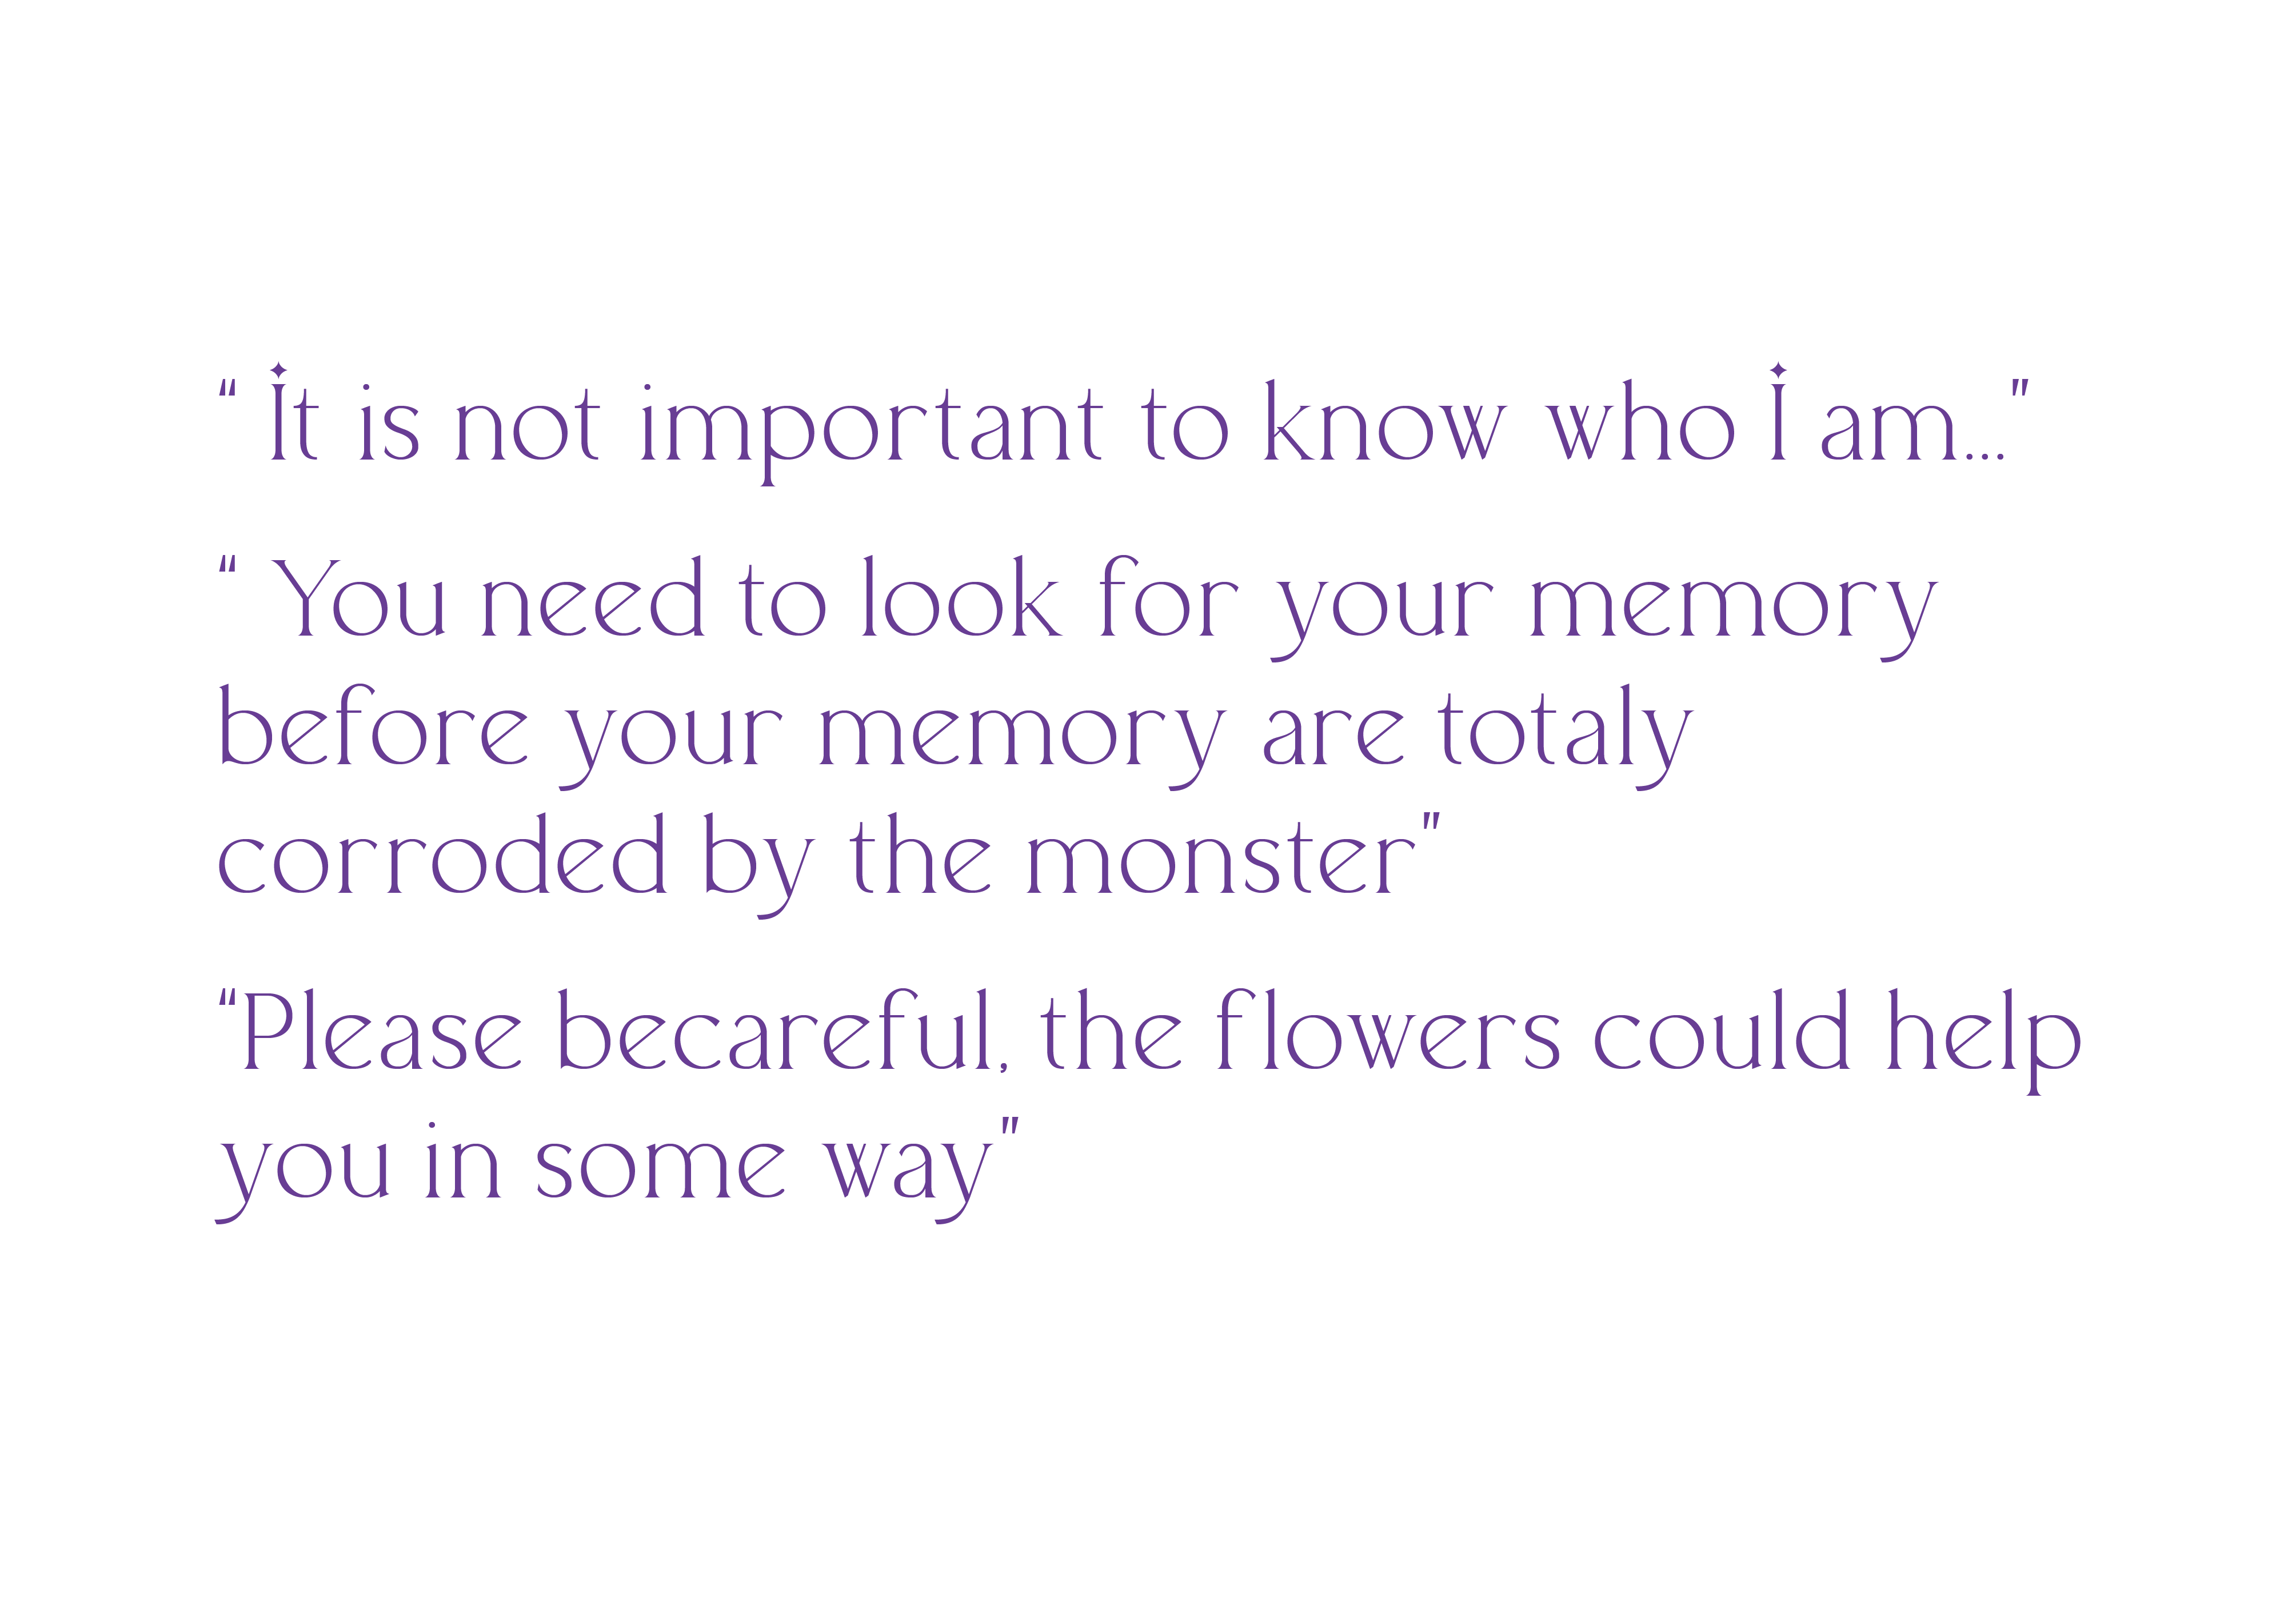 “ It is not important to know who I am...”
“ You need to look for your memory
before your memory are totaly
corroded by the monster”
“Please becareful, the flowers could help
you in some way”